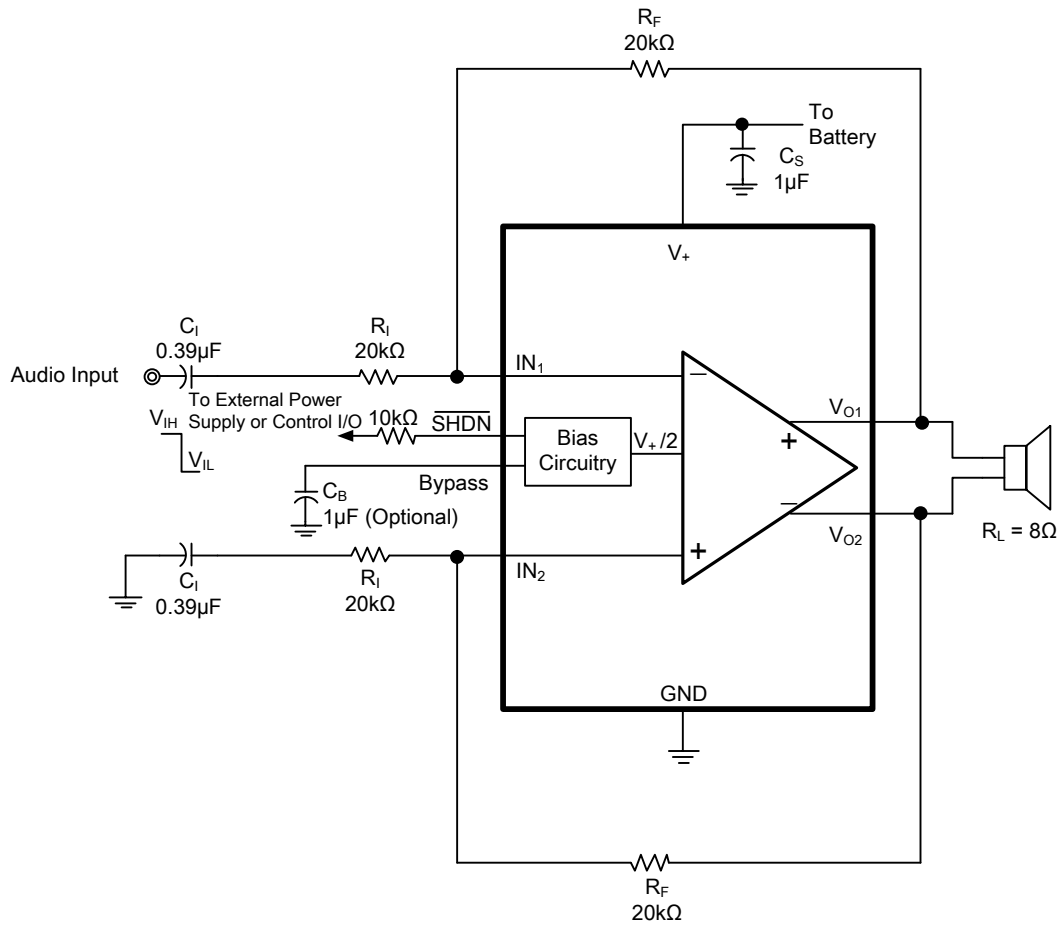 R_F
20kΩ
To
Battery
C_S
1µF
V_+
C_I
0.39µF
R_I
20kΩ
IN_1
Audio Input
−
To External Power
Supply or Control I/O
V_IH
V_IL
10kΩ
S̅H̅D̅N̅
Bias
Circuitry
V_+/2
V_O1
+
Bypass
C_B
1µF (Optional)
−
V_O2
R_L = 8Ω
+
IN_2
C_I
0.39µF
R_I
20kΩ
GND
R_F
20kΩ